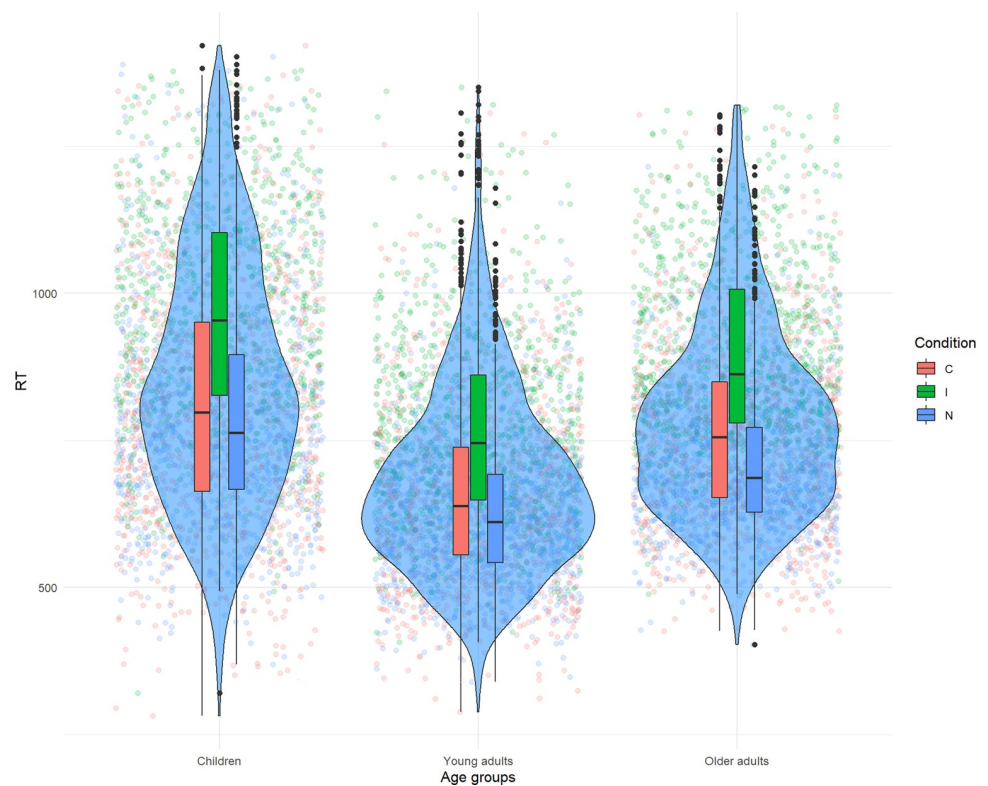 RT
1000
500
Children
Young adults
Older adults
Age groups
Condition
C
I
N